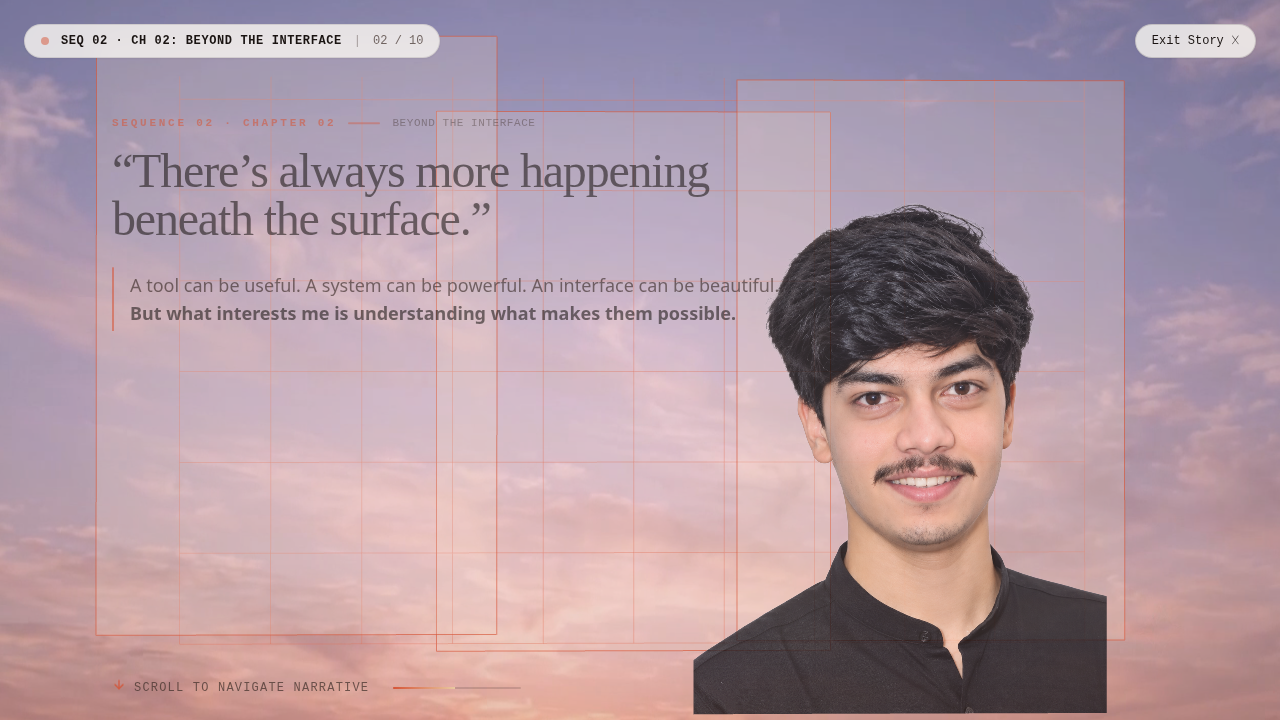 SEQ 02 · CH 02: BEYOND THE INTERFACE | 02 / 10
Exit Story X
SEQUENCE 02 · CHAPTER 02 BEYOND THE INTERFACE
“There’s always more happening
beneath the surface.”
A tool can be useful. A system can be powerful. An interface can be beautiful.
But what interests me is understanding what makes them possible.
SCROLL TO NAVIGATE NARRATIVE